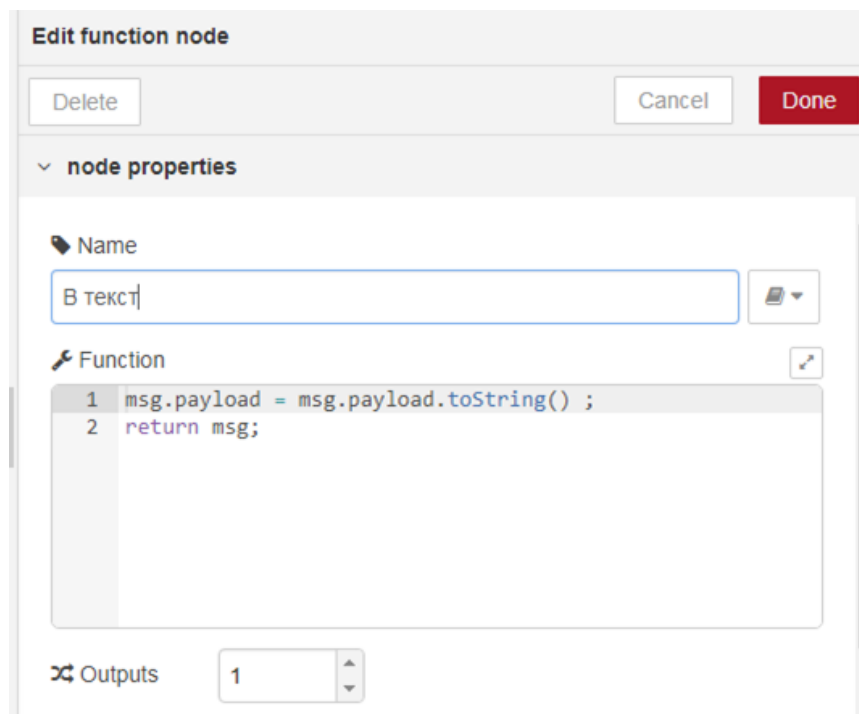 Edit function node
Delete Cancel Done
node properties
Name
В текст
Function
1 msg.payload = msg.payload.toString() ;
2 return msg;
Outputs 1